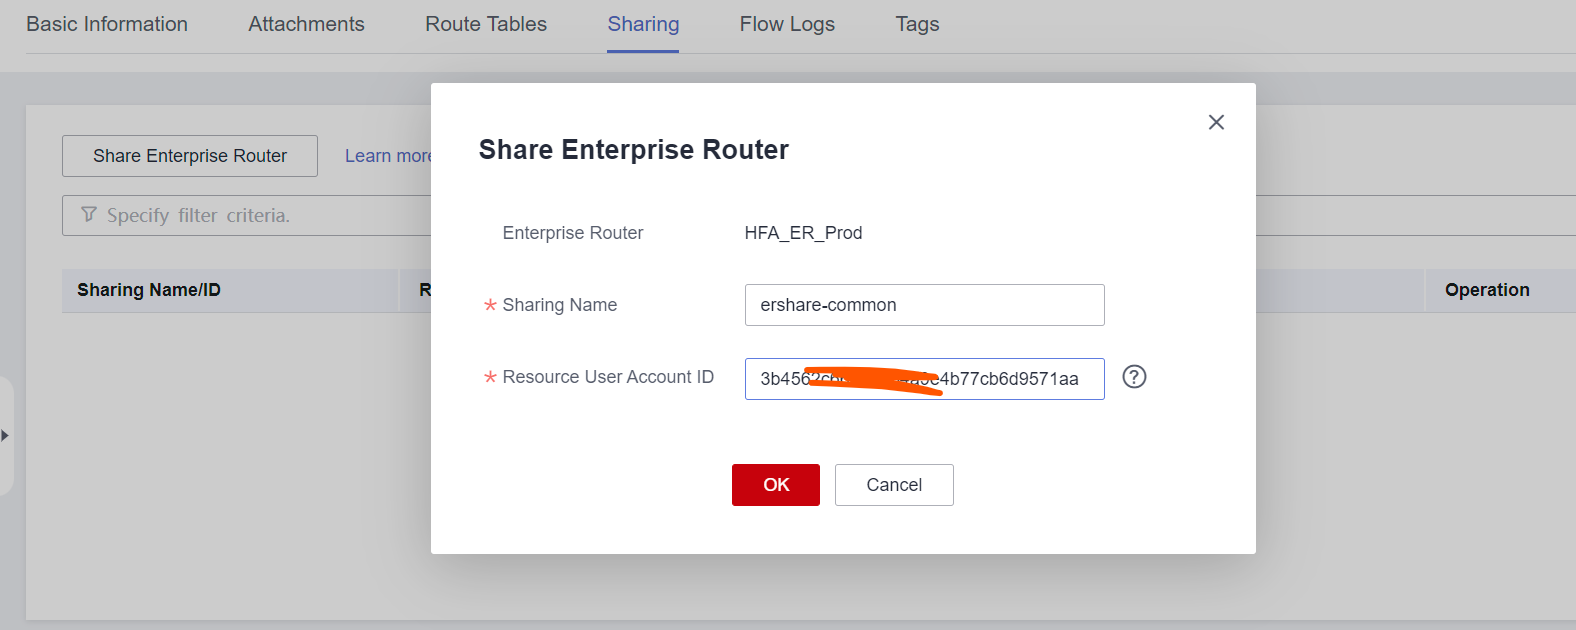 Basic Information Attachments Route Tables Sharing Flow Logs Tags
Share Enterprise Router Learn more
Specify filter criteria.
Sharing Name/ID R Operation
Share Enterprise Router
Enterprise Router HFA_ER_Prod
* Sharing Name ershare-common
* Resource User Account ID 3b456 e4b77cb6d9571aa ?
OK Cancel